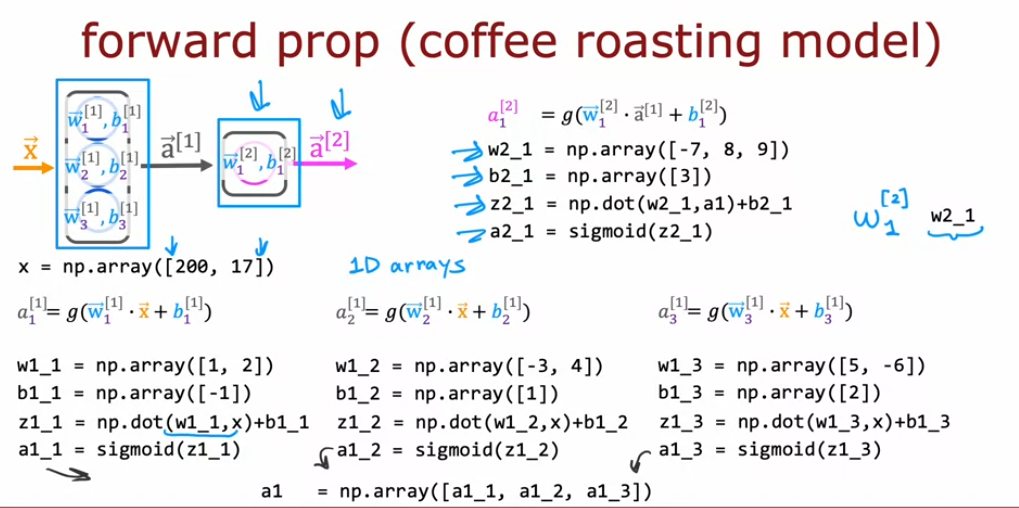 forward prop (coffee roasting model)
w⃗₁^[1], b₁^[1]
w⃗₂^[1], b₂^[1]
w⃗₃^[1], b₃^[1]
x⃗
a⃗^[1]
w⃗₁^[2], b₁^[2]
a⃗^[2]
a₁^[2] = g(w⃗₁^[2] · a⃗^[1] + b₁^[2])
w2_1 = np.array([-7, 8, 9])
b2_1 = np.array([3])
z2_1 = np.dot(w2_1,a1)+b2_1
a2_1 = sigmoid(z2_1)
w₁^[2] w2_1
x = np.array([200, 17])
1D arrays
a₁^[1]= g(w⃗₁^[1] · x⃗ + b₁^[1])
w1_1 = np.array([1, 2])
b1_1 = np.array([-1])
z1_1 = np.dot(w1_1,x)+b1_1
a1_1 = sigmoid(z1_1)
a₂^[1]= g(w⃗₂^[1] · x⃗ + b₂^[1])
w1_2 = np.array([-3, 4])
b1_2 = np.array([1])
z1_2 = np.dot(w1_2,x)+b1_2
a1_2 = sigmoid(z1_2)
a₃^[1]= g(w⃗₃^[1] · x⃗ + b₃^[1])
w1_3 = np.array([5, -6])
b1_3 = np.array([2])
z1_3 = np.dot(w1_3,x)+b1_3
a1_3 = sigmoid(z1_3)
a1 = np.array([a1_1, a1_2, a1_3])